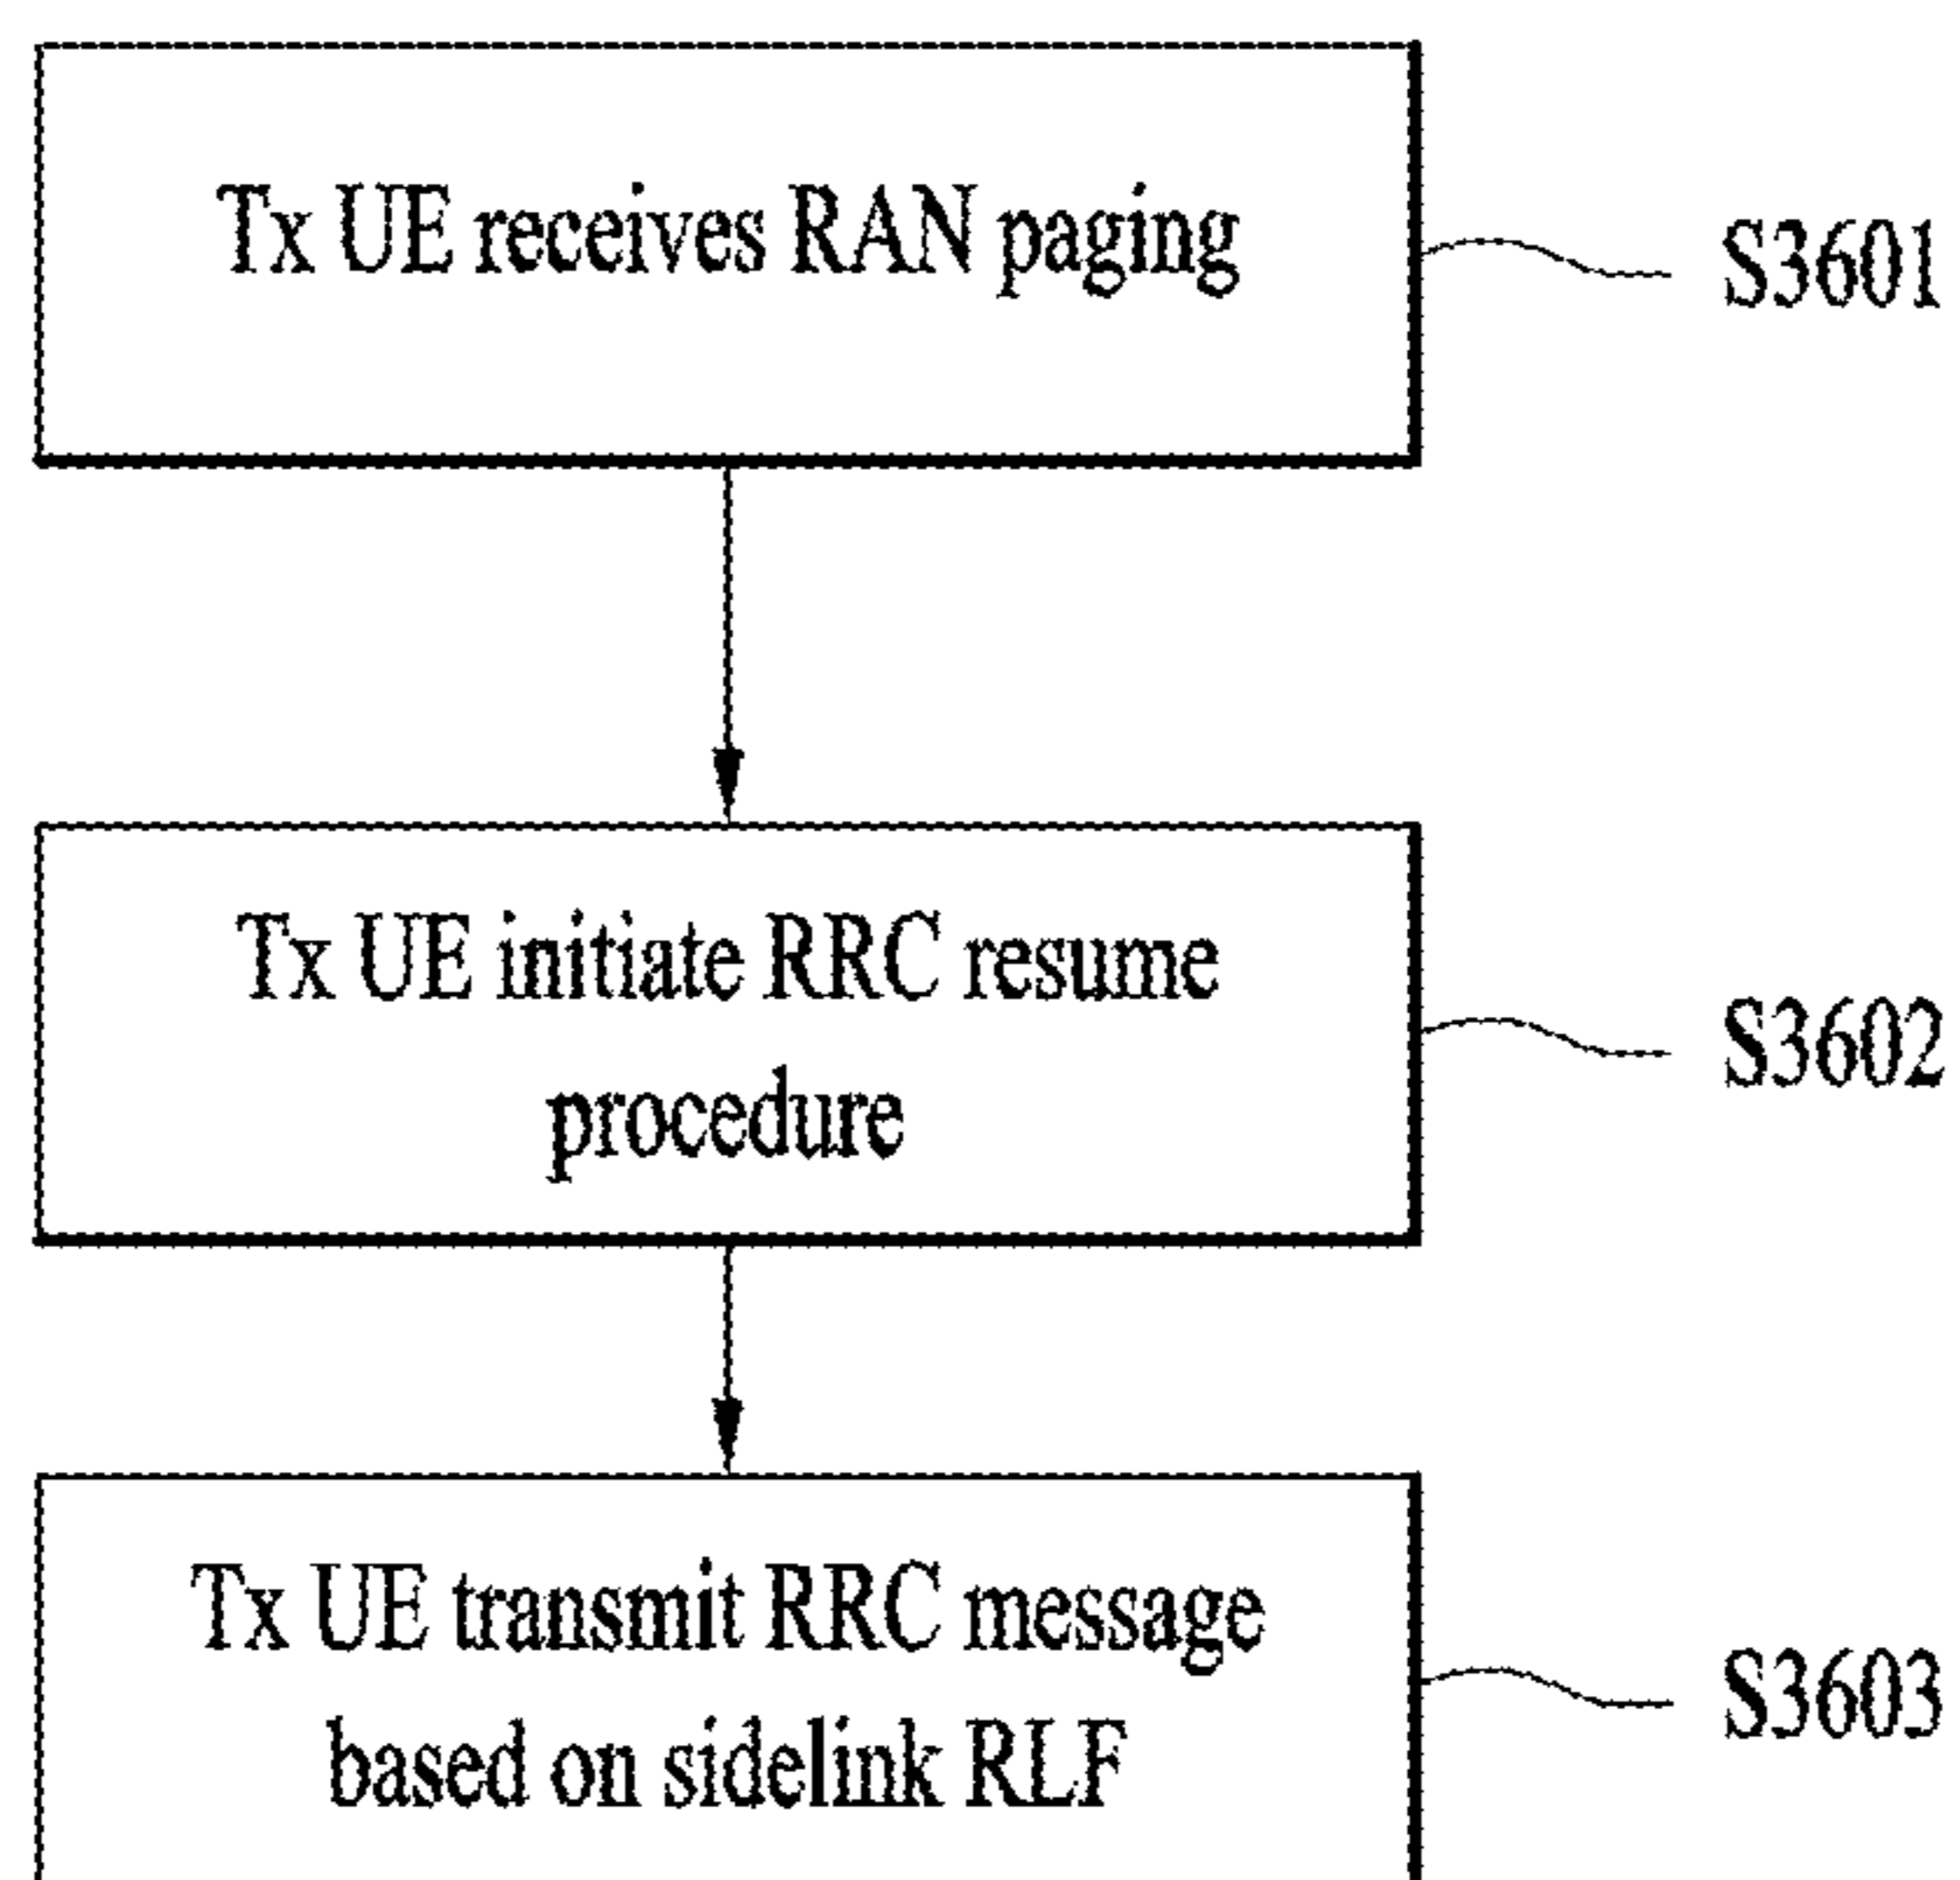 Tx UE receives RAN paging
S3601
Tx UE initiate RRC resume
procedure
S3602
Tx UE transmit RRC message
based on sidelink RLF
S3603